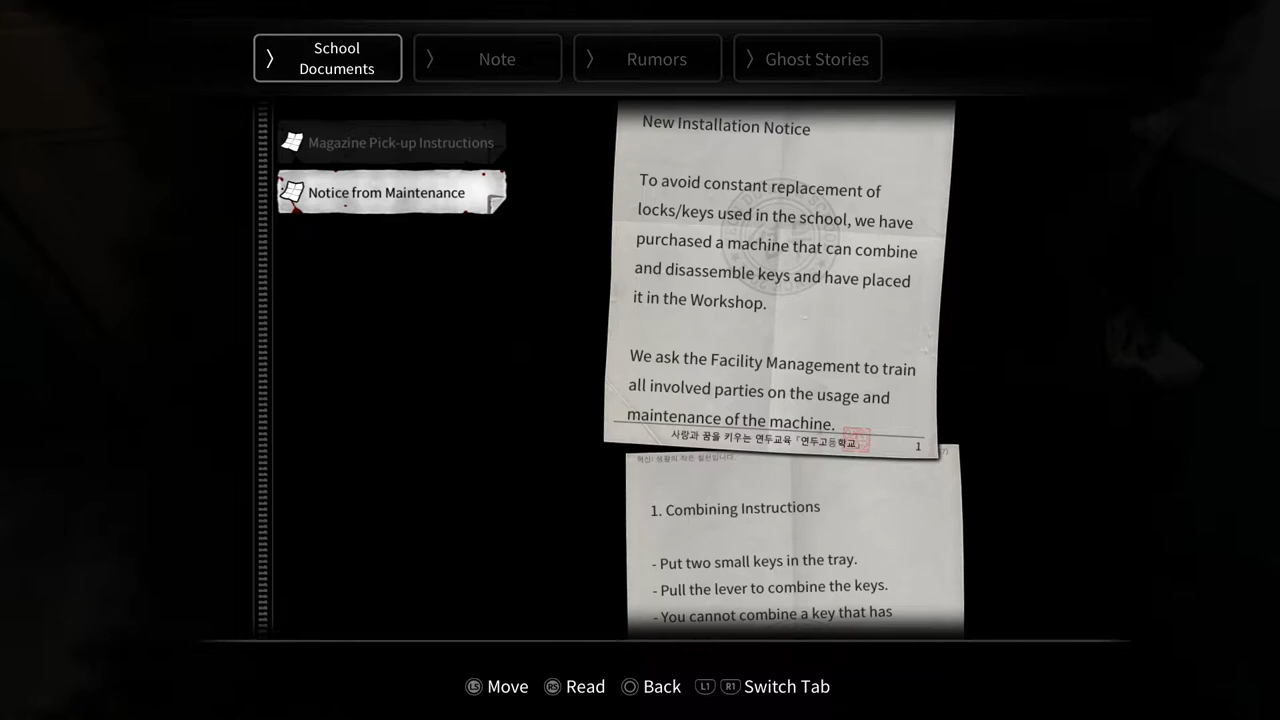 School
Documents
Note
Rumors
Ghost Stories
Magazine Pick-up Instructions
Notice from Maintenance
New Installation Notice
To avoid constant replacement of
locks/keys used in the school, we have
purchased a machine that can combine
and disassemble keys and have placed
it in the Workshop.
We ask the Facility Management to train
all involved parties on the usage and
maintenance of the machine.
사랑과 꿈을 키우는 연두교육 「연두고등학교」
1
1. Combining Instructions
- Put two small keys in the tray.
- Pull the lever to combine the keys.
- You cannot combine a key that has
LS Move
RS Read
Back
L1 R1 Switch Tab